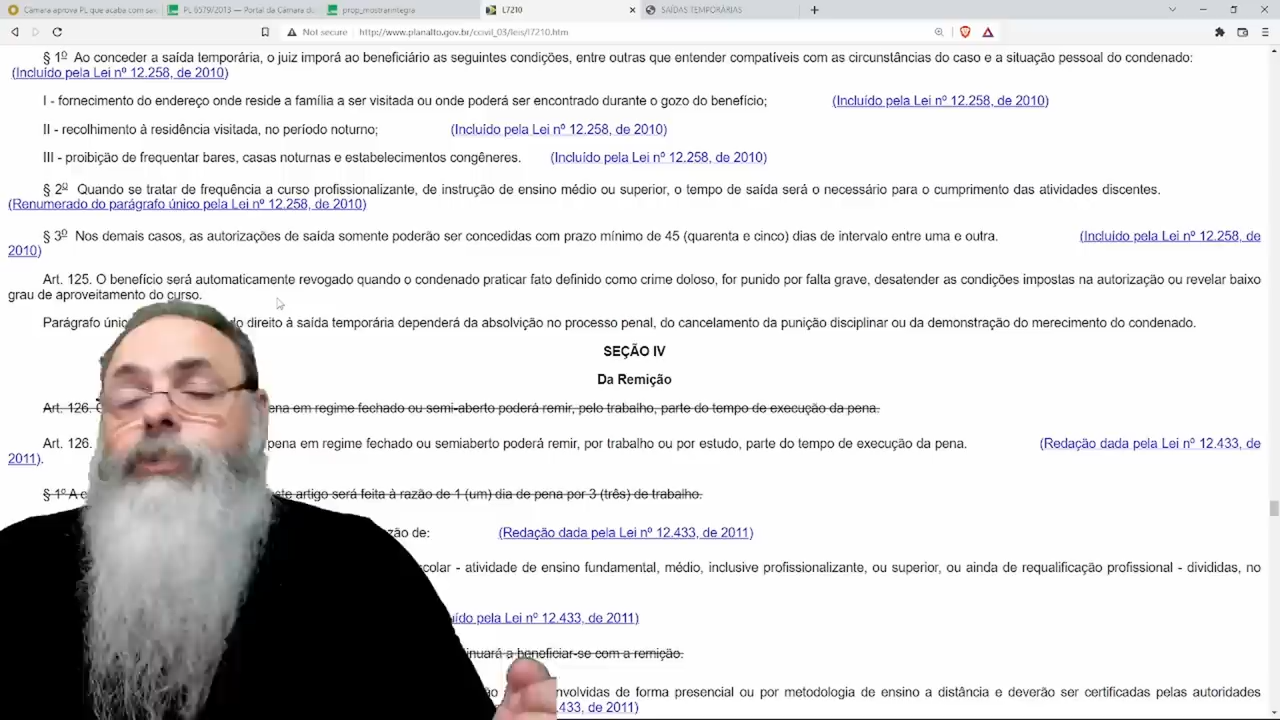 Câmara aprova PL que acaba com saí
PL 6579/2013 — Portal da Câmara do
prop_mostrarintegra
L7210
SAÍDAS TEMPORÁRIAS
Not secure
http://www.planalto.gov.br/ccivil_03/leis/l7210.htm
§ 1º Ao conceder a saída temporária, o juiz imporá ao beneficiário as seguintes condições, entre outras que entender compatíveis com as circunstâncias do caso e a situação pessoal do condenado:
(Incluído pela Lei nº 12.258, de 2010)
I - fornecimento do endereço onde reside a família a ser visitada ou onde poderá ser encontrado durante o gozo do benefício; (Incluído pela Lei nº 12.258, de 2010)
II - recolhimento à residência visitada, no período noturno; (Incluído pela Lei nº 12.258, de 2010)
III - proibição de frequentar bares, casas noturnas e estabelecimentos congêneres. (Incluído pela Lei nº 12.258, de 2010)
§ 2º Quando se tratar de frequência a curso profissionalizante, de instrução de ensino médio ou superior, o tempo de saída será o necessário para o cumprimento das atividades discentes.
(Renumerado do parágrafo único pela Lei nº 12.258, de 2010)
§ 3º Nos demais casos, as autorizações de saída somente poderão ser concedidas com prazo mínimo de 45 (quarenta e cinco) dias de intervalo entre uma e outra. (Incluído pela Lei nº 12.258, de
2010)
Art. 125. O benefício será automaticamente revogado quando o condenado praticar fato definido como crime doloso, for punido por falta grave, desatender as condições impostas na autorização ou revelar baixo
grau de aproveitamento do curso.
Parágrafo únic do direito à saída temporária dependerá da absolvição no processo penal, do cancelamento da punição disciplinar ou da demonstração do merecimento do condenado.
SEÇÃO IV
Da Remição
Art. 126. ena em regime fechado ou semi-aberto poderá remir, pelo trabalho, parte do tempo de execução da pena.
Art. 126. pena em regime fechado ou semiaberto poderá remir, por trabalho ou por estudo, parte do tempo de execução da pena. (Redação dada pela Lei nº 12.433, de
2011).
§ 1º A c ste artigo será feita à razão de 1 (um) dia de pena por 3 (três) de trabalho.
zão de: (Redação dada pela Lei nº 12.433, de 2011)
colar - atividade de ensino fundamental, médio, inclusive profissionalizante, ou superior, ou ainda de requalificação profissional - divididas, no
uído pela Lei nº 12.433, de 2011)
inuará a beneficiar-se com a remição.
nvolvidas de forma presencial ou por metodologia de ensino a distância e deverão ser certificadas pelas autoridades
.433, de 2011)